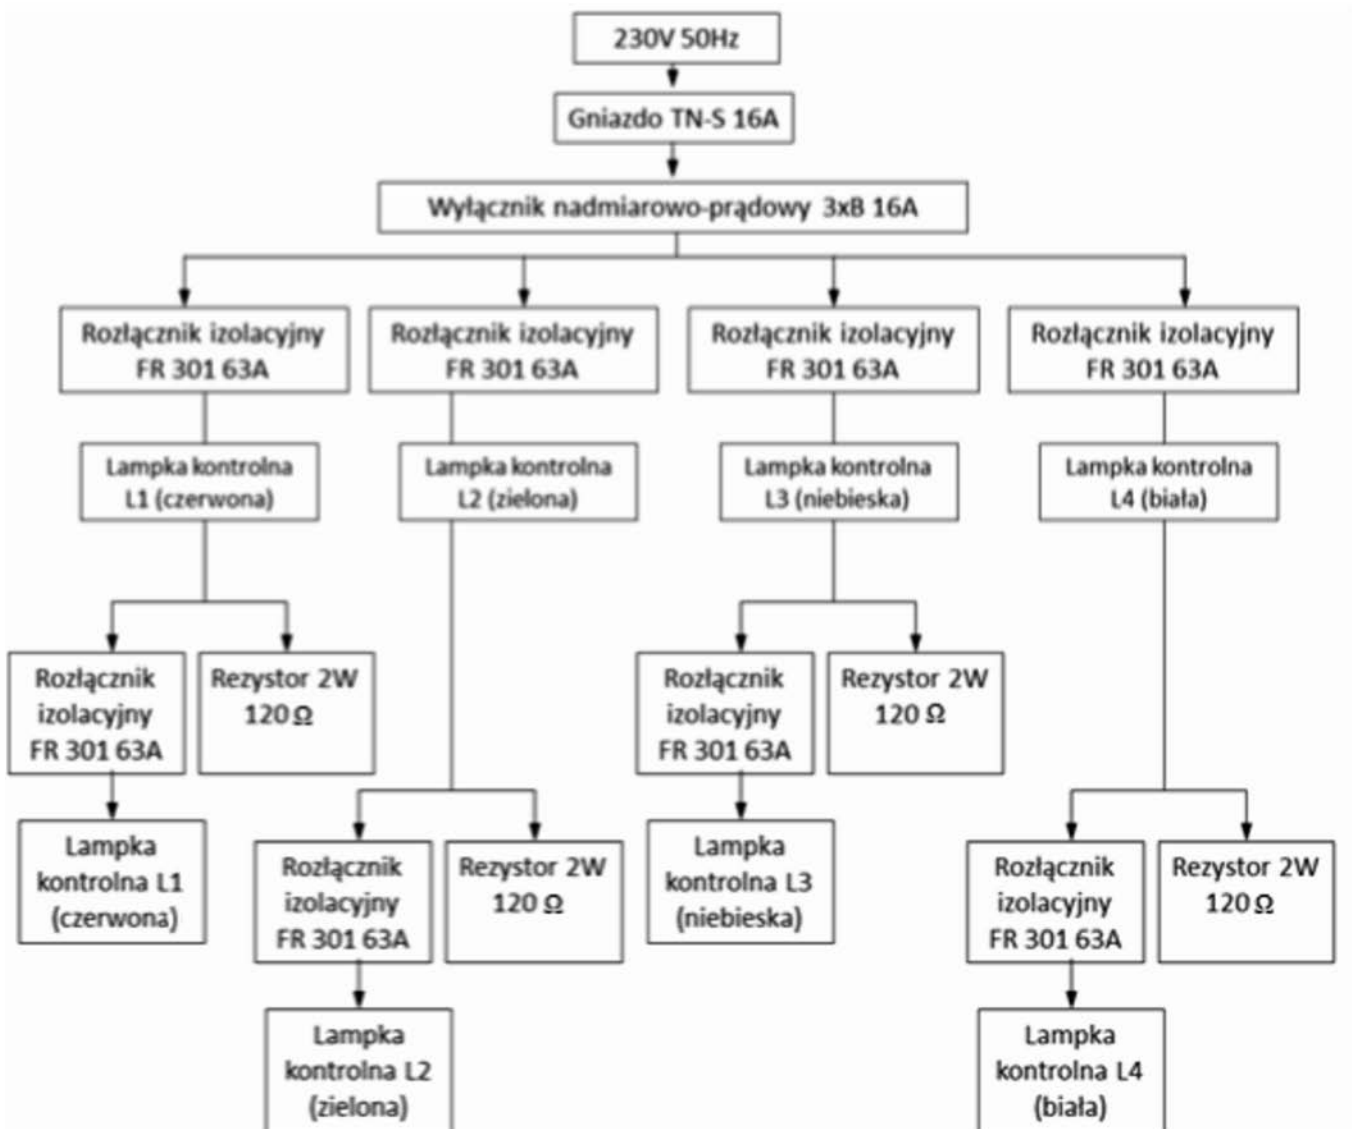 230V 50Hz
Gniazdo TN-S 16A
Wyłącznik nadmiarowo-prądowy 3xB 16A
Rozłącznik izolacyjny
FR 301 63A
Rozłącznik izolacyjny
FR 301 63A
Rozłącznik izolacyjny
FR 301 63A
Rozłącznik izolacyjny
FR 301 63A
Lampka kontrolna
L1 (czerwona)
Lampka kontrolna
L2 (zielona)
Lampka kontrolna
L3 (niebieska)
Lampka kontrolna
L4 (biała)
Rozłącznik
izolacyjny
FR 301 63A
Rezystor 2W
120 Ω
Rozłącznik
izolacyjny
FR 301 63A
Rezystor 2W
120 Ω
Lampka
kontrolna L1
(czerwona)
Rozłącznik
izolacyjny
FR 301 63A
Rezystor 2W
120 Ω
Lampka
kontrolna L3
(niebieska)
Rozłącznik
izolacyjny
FR 301 63A
Rezystor 2W
120 Ω
Lampka
kontrolna L2
(zielona)
Lampka
kontrolna L4
(biała)